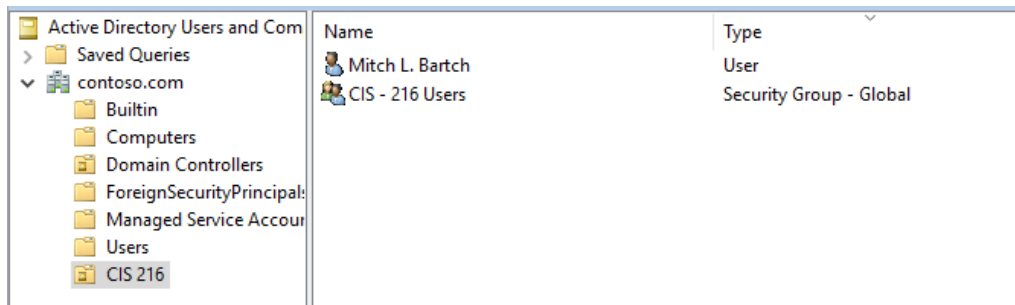 Active Directory Users and Com
Saved Queries
contoso.com
Builtin
Computers
Domain Controllers
ForeignSecurityPrincipals
Managed Service Accour
Users
CIS 216
Name Type
Mitch L. Bartch User
CIS - 216 Users Security Group - Global